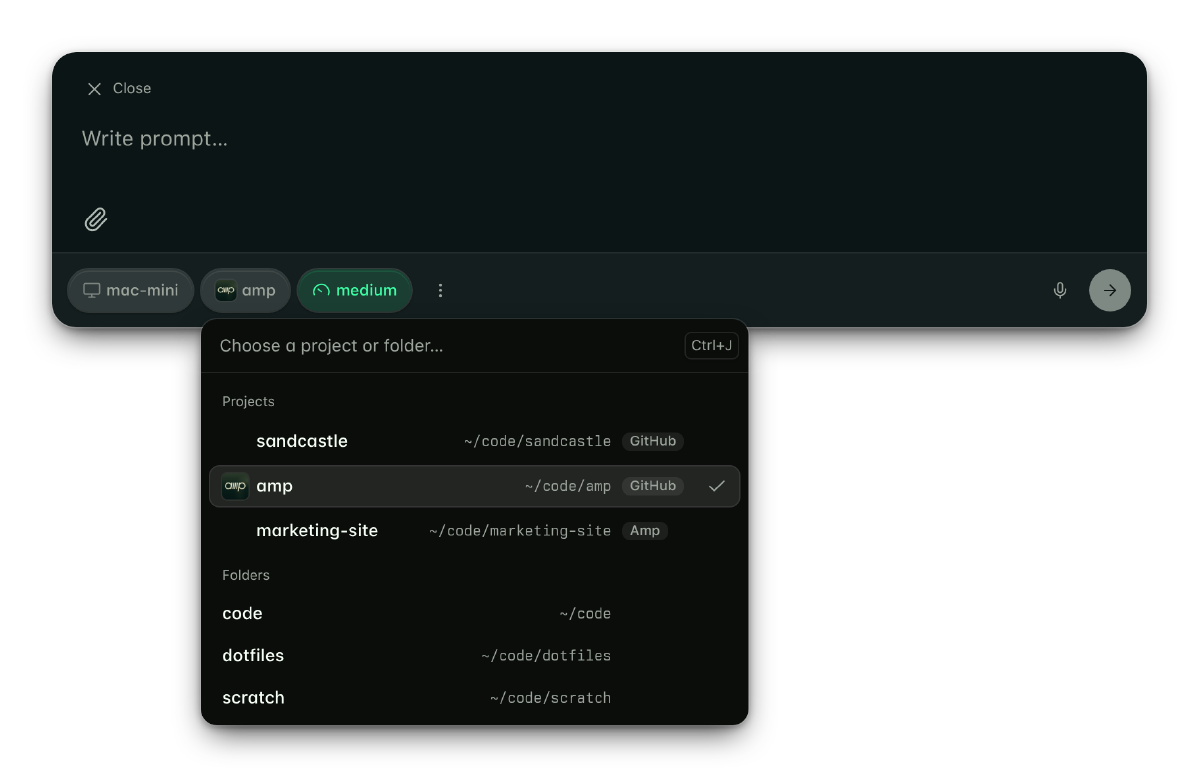 Close
Write prompt...
mac-mini amp amp medium
Choose a project or folder... Ctrl+J
Projects
sandcastle ~/code/sandcastle GitHub
amp amp ~/code/amp GitHub
marketing-site ~/code/marketing-site Amp
Folders
code ~/code
dotfiles ~/code/dotfiles
scratch ~/code/scratch